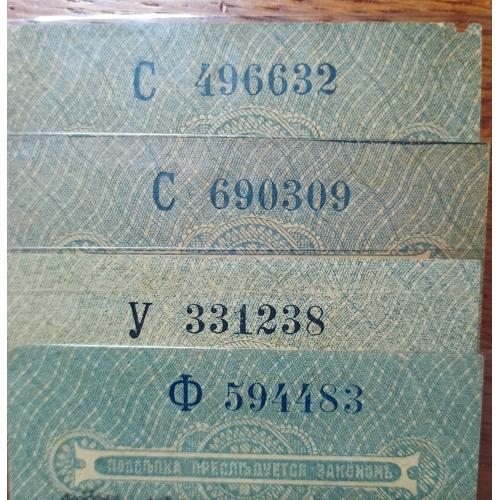 С 496632
С 690309
У 331238
Ф 594483
ПОДДѢЛКА ПРЕСЛѢДУЕТСЯ ЗАКОНОМЪ